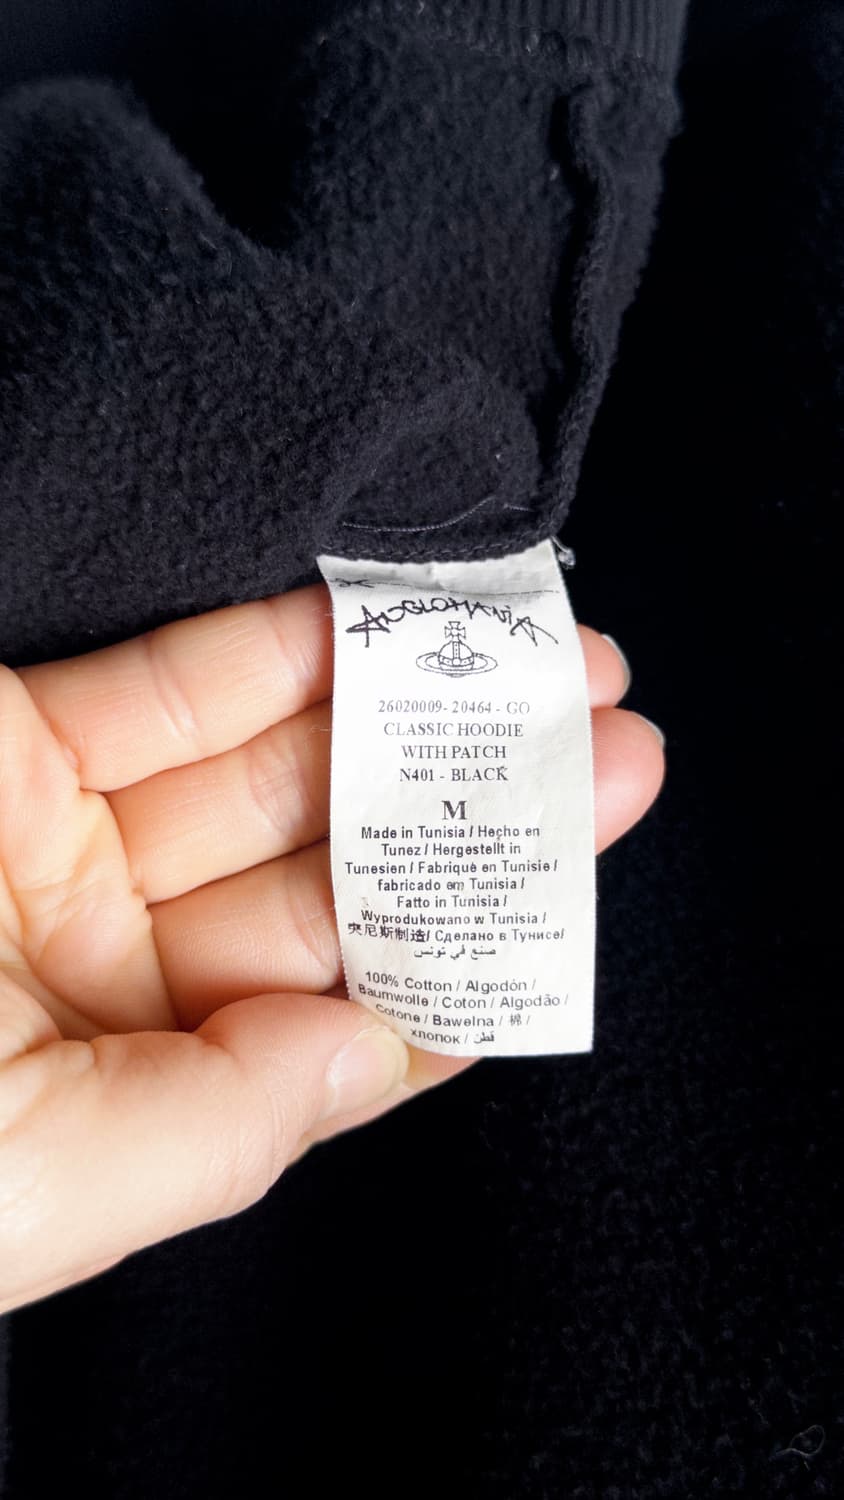 ANGLOMANIA
26020009- 20464 - GO
CLASSIC HOODIE
WITH PATCH
N401 - BLACK
M
Made in Tunisia / Hecho en
Tunez / Hergestellt in
Tunesien / Fabriqué en Tunisie /
fabricado em Tunisia /
Fatto in Tunisia /
Wyprodukowano w Tunisia /
突尼斯制造/ Сделано в Тунисе/
صنع في تونس
100% Cotton / Algodón /
Baumwolle / Coton / Algodão /
Cotone / Bawelna / 棉 /
хлопок / قطن